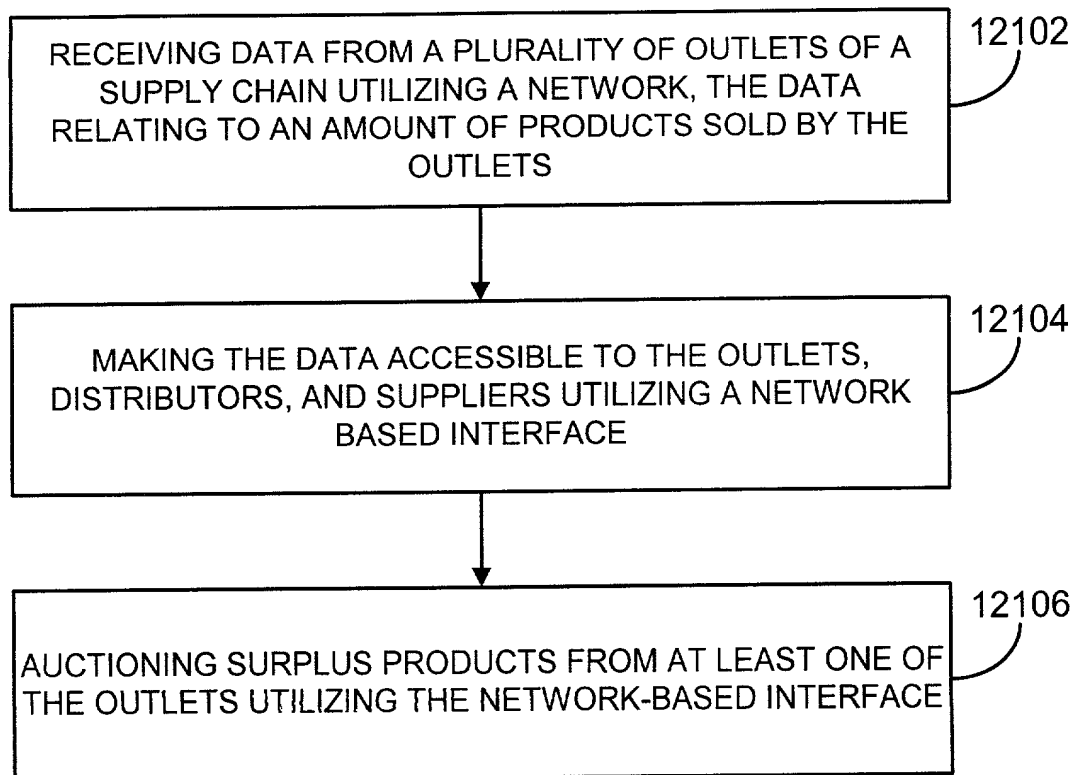 12102
RECEIVING DATA FROM A PLURALITY OF OUTLETS OF A
SUPPLY CHAIN UTILIZING A NETWORK, THE DATA
RELATING TO AN AMOUNT OF PRODUCTS SOLD BY THE
OUTLETS
12104
MAKING THE DATA ACCESSIBLE TO THE OUTLETS,
DISTRIBUTORS, AND SUPPLIERS UTILIZING A NETWORK
BASED INTERFACE
12106
AUCTIONING SURPLUS PRODUCTS FROM AT LEAST ONE OF
THE OUTLETS UTILIZING THE NETWORK-BASED INTERFACE